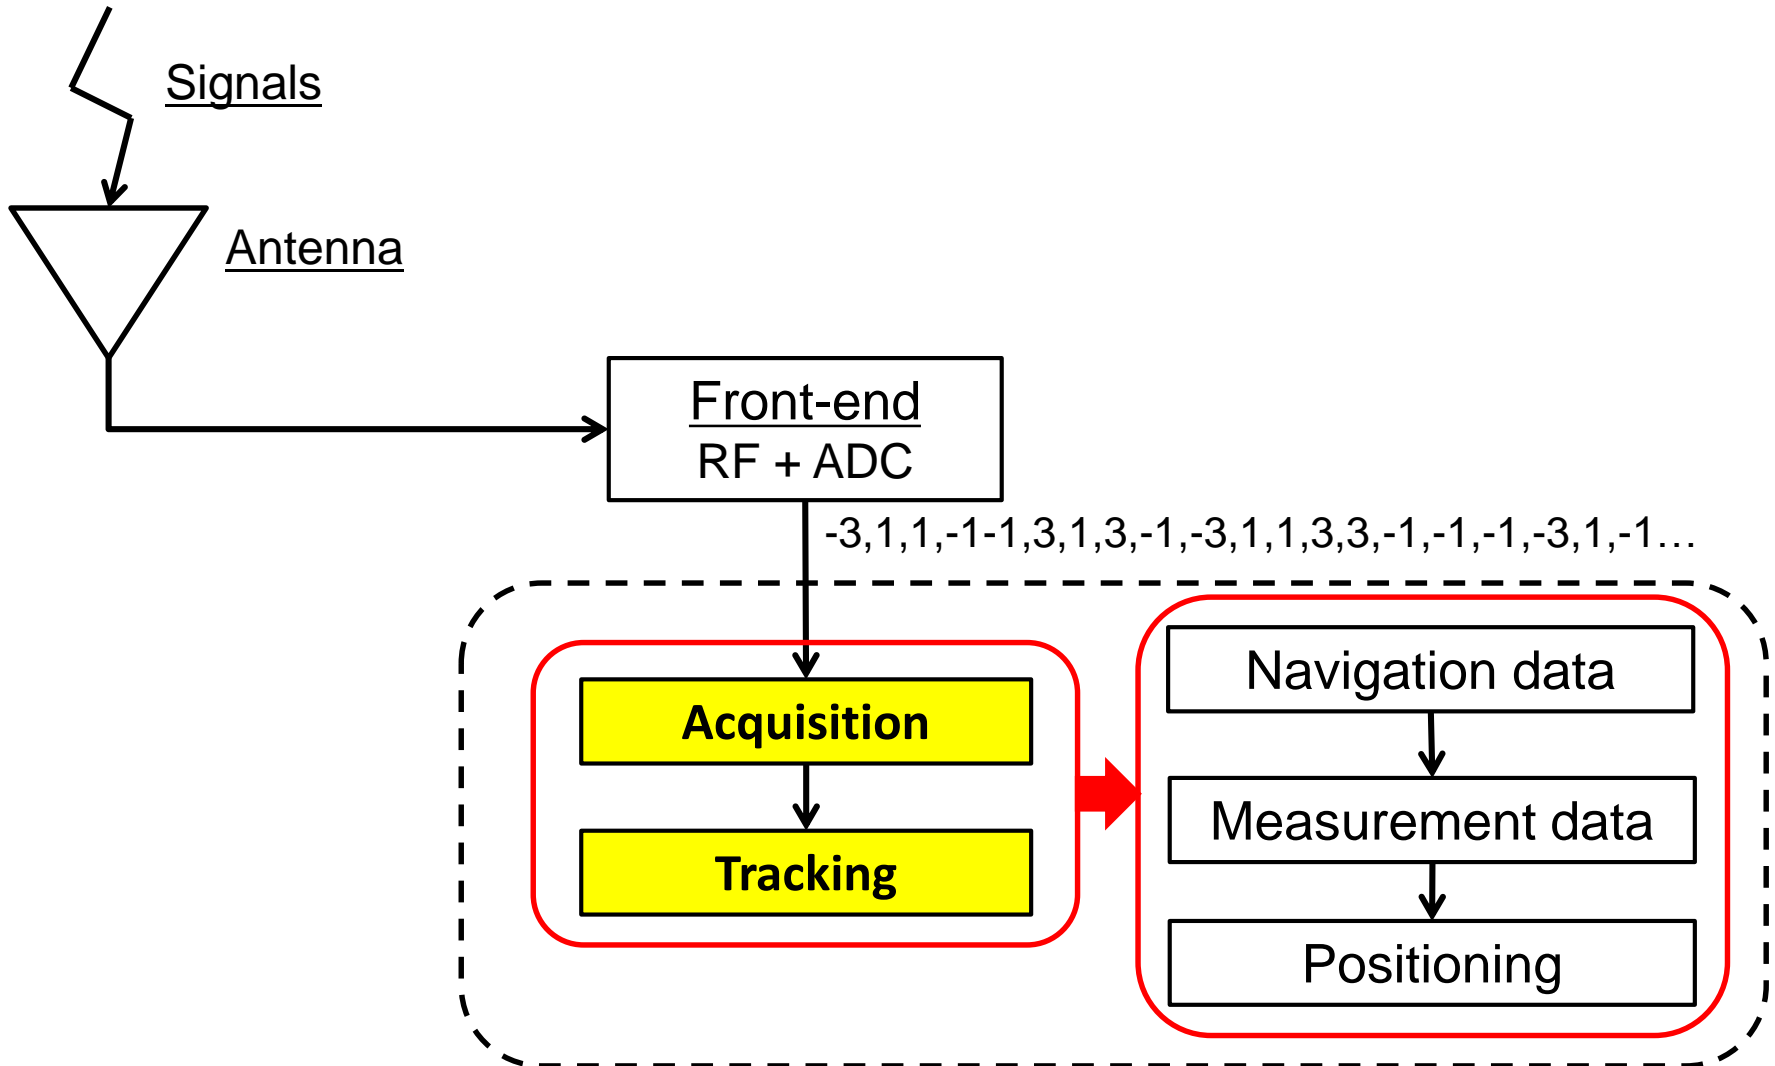 Signals
Antenna
Front-end
RF + ADC
-3,1,1,-1-1,3,1,3,-1,-3,1,1,3,3,-1,-1,-1,-3,1,-1…
Acquisition
Tracking
Navigation data
Measurement data
Positioning